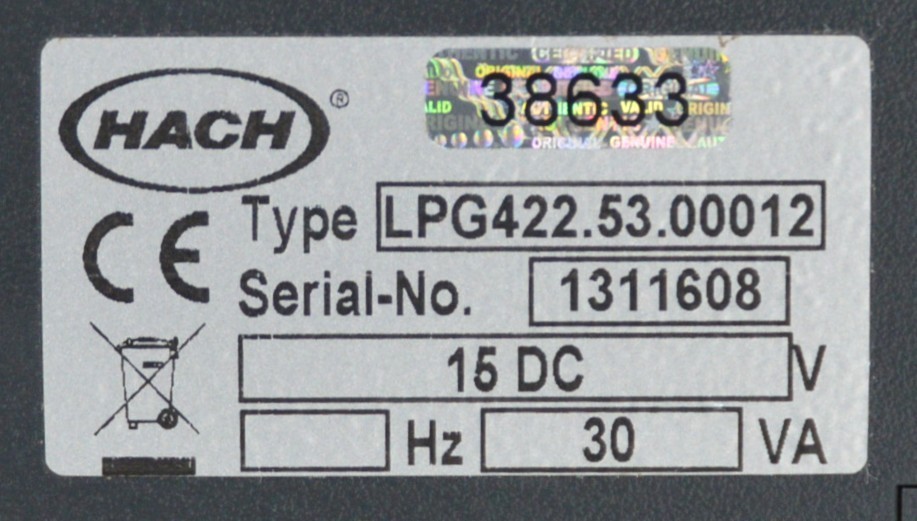 HACH ®
38633
Type LPG422.53.00012
Serial-No. 1311608
15 DC V
Hz 30 VA